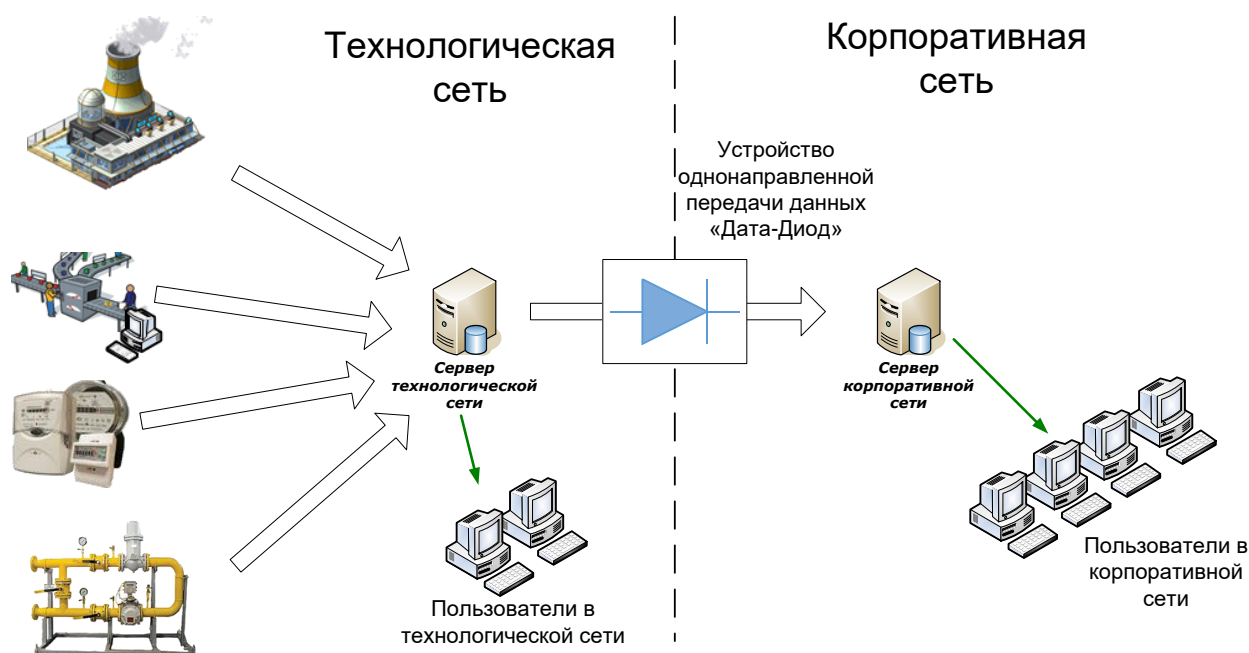 Технологическая
сеть
Корпоративная
сеть
Устройство
однонаправленной
передачи данных
«Дата-Диод»
Сервер
технологической
сети
Сервер
корпоративной
сети
Пользователи в
технологической сети
Пользователи в
корпоративной
сети